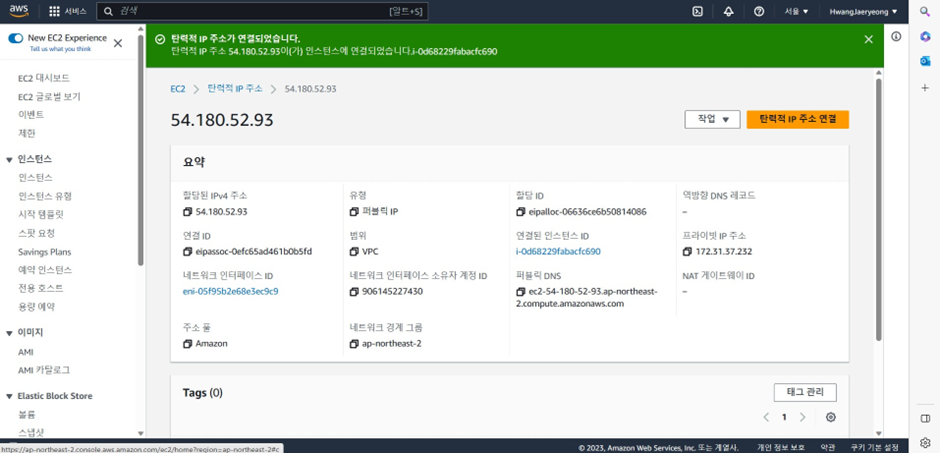 aws
서비스
검색
[일트+S]
서울 ▼
HwangJaeryeong ▼
New EC2 Experience
Tell us what you think
EC2 대시보드
EC2 글로벌 보기
이벤트
제한
인스턴스
인스턴스
인스턴스 유형
시작 템플릿
스팟 요청
Savings Plans
예약 인스턴스
전용 호스트
용량 예약
이미지
AMI
AMI 카탈로그
Elastic Block Store
볼륨
스냅샷
탄력적 IP 주소가 연결되었습니다.
탄력적 IP 주소 54.180.52.93이(가) 인스턴스에 연결되었습니다.i-0d68229fabacfc690
EC2 > 탄력적 IP 주소 > 54.180.52.93
54.180.52.93
작업 ▼
탄력적 IP 주소 연결
요약
할당된 IPv4 주소
54.180.52.93
유형
퍼블릭 IP
할당 ID
eipalloc-06636ce6b50814086
역방향 DNS 레코드
–
연결 ID
eipassoc-0efc65ad461b0b5fd
범위
VPC
연결된 인스턴스 ID
i-0d68229fabacfc690
프라이빗 IP 주소
172.31.37.232
네트워크 인터페이스 ID
eni-05f95b2e68e3ec9c9
네트워크 인터페이스 소유자 계정 ID
906145227430
퍼블릭 DNS
ec2-54-180-52-93.ap-northeast-
2.compute.amazonaws.com
NAT 게이트웨이 ID
–
주소 풀
Amazon
네트워크 경계 그룹
ap-northeast-2
Tags (0)
태그 관리
< 1 >
https://ap-northeast-2.console.aws.amazon.com/ec2/home?region=ap-northeast-2#c
© 2023, Amazon Web Services, Inc. 또는 계열사.
개인 정보 보호
약관
쿠키 기본 설정